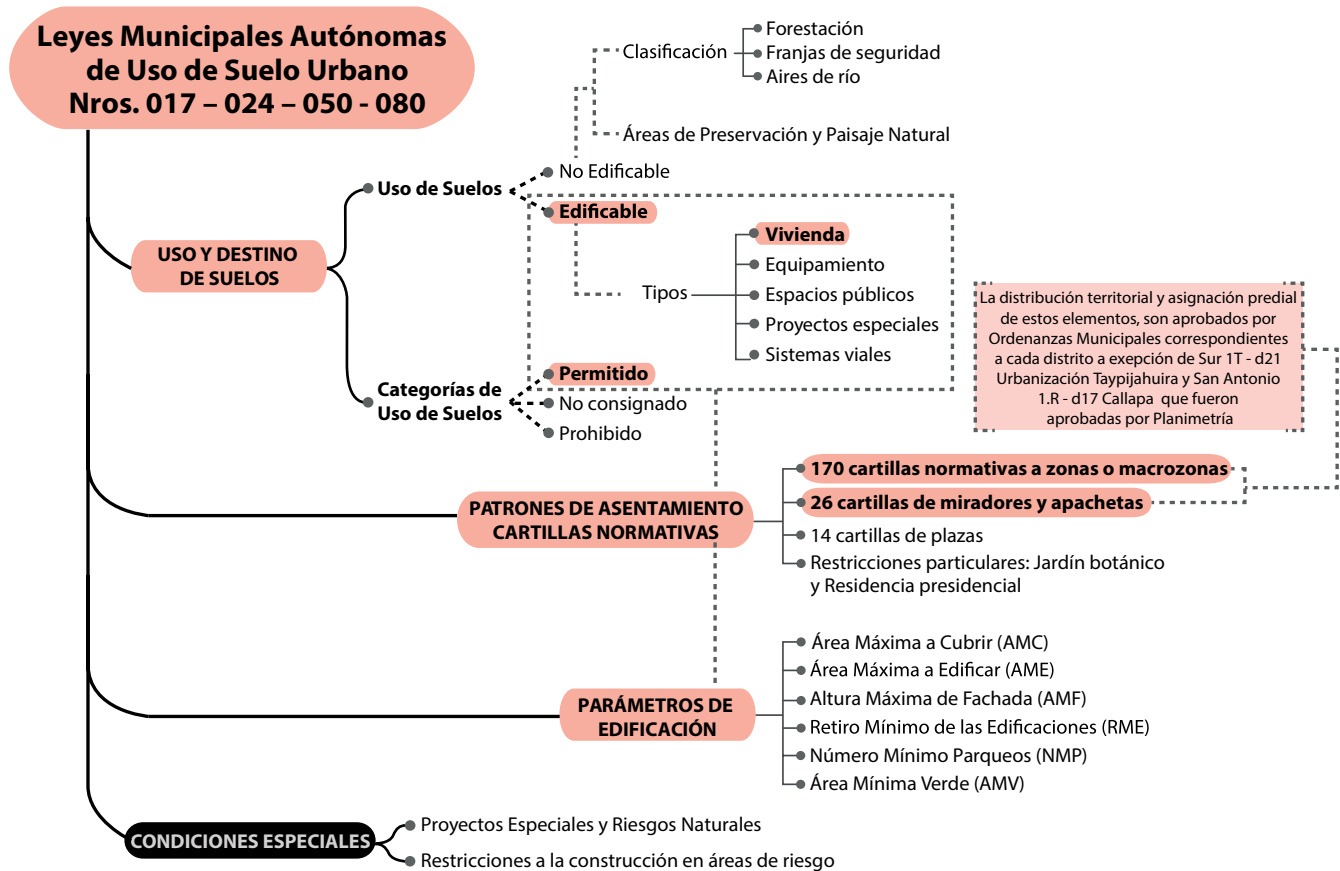 Leyes Municipales Autónomas
de Uso de Suelo Urbano
Nros. 017 – 024 – 050 - 080
Clasificación
Forestación
Franjas de seguridad
Aires de río
Áreas de Preservación y Paisaje Natural
USO Y DESTINO
DE SUELOS
Uso de Suelos
No Edificable
Edificable
Tipos
Vivienda
Equipamiento
Espacios públicos
Proyectos especiales
Sistemas viales
Categorías de
Uso de Suelos
Permitido
No consignado
Prohibido
La distribución territorial y asignación predial
de estos elementos, son aprobados por
Ordenanzas Municipales correspondientes
a cada distrito a exepción de Sur 1T - d21
Urbanización Taypijahuira y San Antonio
1.R - d17 Callapa que fueron
aprobadas por Planimetría
PATRONES DE ASENTAMIENTO
CARTILLAS NORMATIVAS
170 cartillas normativas a zonas o macrozonas
26 cartillas de miradores y apachetas
14 cartillas de plazas
Restricciones particulares: Jardín botánico
y Residencia presidencial
PARÁMETROS DE
EDIFICACIÓN
Área Máxima a Cubrir (AMC)
Área Máxima a Edificar (AME)
Altura Máxima de Fachada (AMF)
Retiro Mínimo de las Edificaciones (RME)
Número Mínimo Parqueos (NMP)
Área Mínima Verde (AMV)
CONDICIONES ESPECIALES
Proyectos Especiales y Riesgos Naturales
Restricciones a la construcción en áreas de riesgo